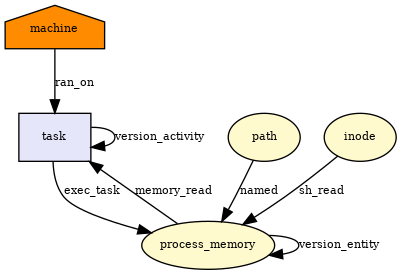 machine
ran_on
task
version_activity
path
inode
exec_task
memory_read
named
sh_read
process_memory
version_entity